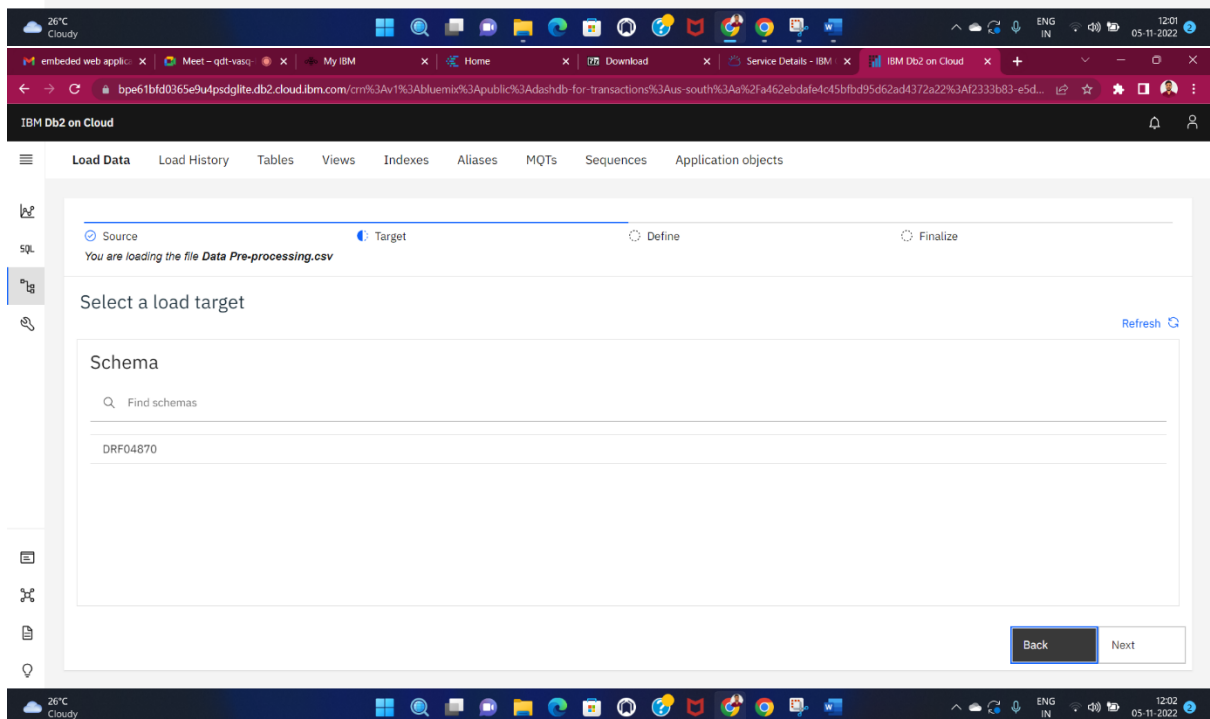 26°C
Cloudy
ENG
IN
12:01
05-11-2022
2
embeded web applic
Meet – qdt-vasq-
My IBM
Home
Download
Service Details - IBM
IBM Db2 on Cloud
bpe61bfd0365e9u4psdglite.db2.cloud.ibm.com/crn%3Av1%3Abluemix%3Apublic%3Adashdb-for-transactions%3Aus-south%3Aa%2Fa462ebdafe4c45bfbd95d62ad4372a22%3Af2333b83-e5d...
IBM Db2 on Cloud
Load Data Load History Tables Views Indexes Aliases MQTs Sequences Application objects
SQL
Source Target Define Finalize
You are loading the file Data Pre-processing.csv
Select a load target
Refresh
Schema
Find schemas
DRF04870
Back Next
26°C
Cloudy
ENG
IN
12:02
05-11-2022
2